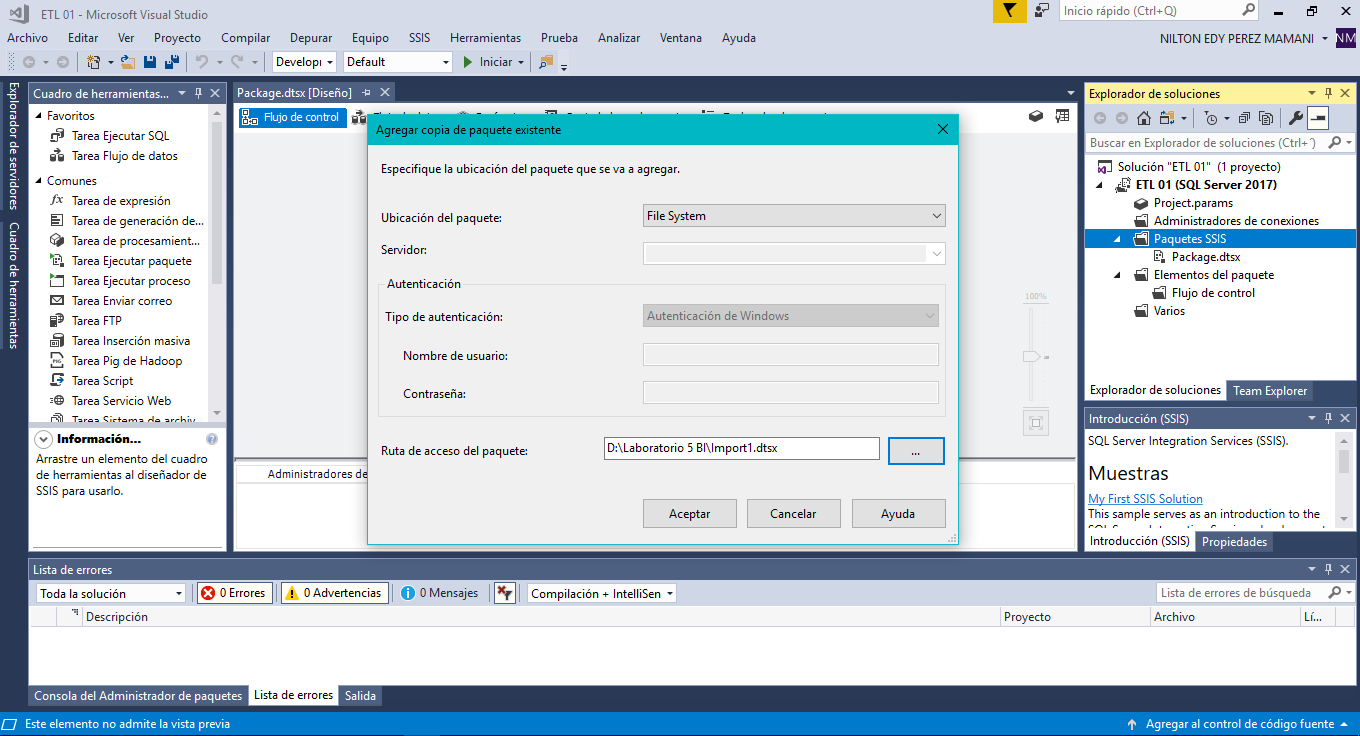 ETL 01 - Microsoft Visual Studio
Inicio rápido (Ctrl+Q)
Archivo Editar Ver Proyecto Compilar Depurar Equipo SSIS Herramientas Prueba Analizar Ventana Ayuda
NILTON EDY PEREZ MAMANI NM
Developi Default Iniciar
Explorador de servidores
Cuadro de herramientas
Cuadro de herramientas...
Favoritos
Tarea Ejecutar SQL
Tarea Flujo de datos
Comunes
Tarea de expresión
Tarea de generación de...
Tarea de procesamient...
Tarea Ejecutar paquete
Tarea Ejecutar proceso
Tarea Enviar correo
Tarea FTP
Tarea Inserción masiva
Tarea Pig de Hadoop
Tarea Script
Tarea Servicio Web
Tarea Sistema de archiv
Información...
Arrastre un elemento del cuadro
de herramientas al diseñador de
SSIS para usarlo.
Package.dtsx [Diseño]
Flujo de control
100%
Administradores de
Agregar copia de paquete existente
Especifique la ubicación del paquete que se va a agregar.
Ubicación del paquete: File System
Servidor:
Autenticación
Tipo de autenticación: Autenticación de Windows
Nombre de usuario:
Contraseña:
Ruta de acceso del paquete: D:\Laboratorio 5 BI\Import1.dtsx ...
Aceptar Cancelar Ayuda
Explorador de soluciones
Buscar en Explorador de soluciones (Ctrl+´)
Solución "ETL 01" (1 proyecto)
ETL 01 (SQL Server 2017)
Project.params
Administradores de conexiones
Paquetes SSIS
Package.dtsx
Elementos del paquete
Flujo de control
Varios
Explorador de soluciones Team Explorer
Introducción (SSIS)
SQL Server Integration Services (SSIS).
Muestras
My First SSIS Solution
This sample serves as an introduction to the
Introducción (SSIS) Propiedades
Lista de errores
Toda la solución 0 Errores 0 Advertencias 0 Mensajes Compilación + IntelliSen Lista de errores de búsqueda
Descripción Proyecto Archivo Lí...
Consola del Administrador de paquetes Lista de errores Salida
Este elemento no admite la vista previa
Agregar al control de código fuente